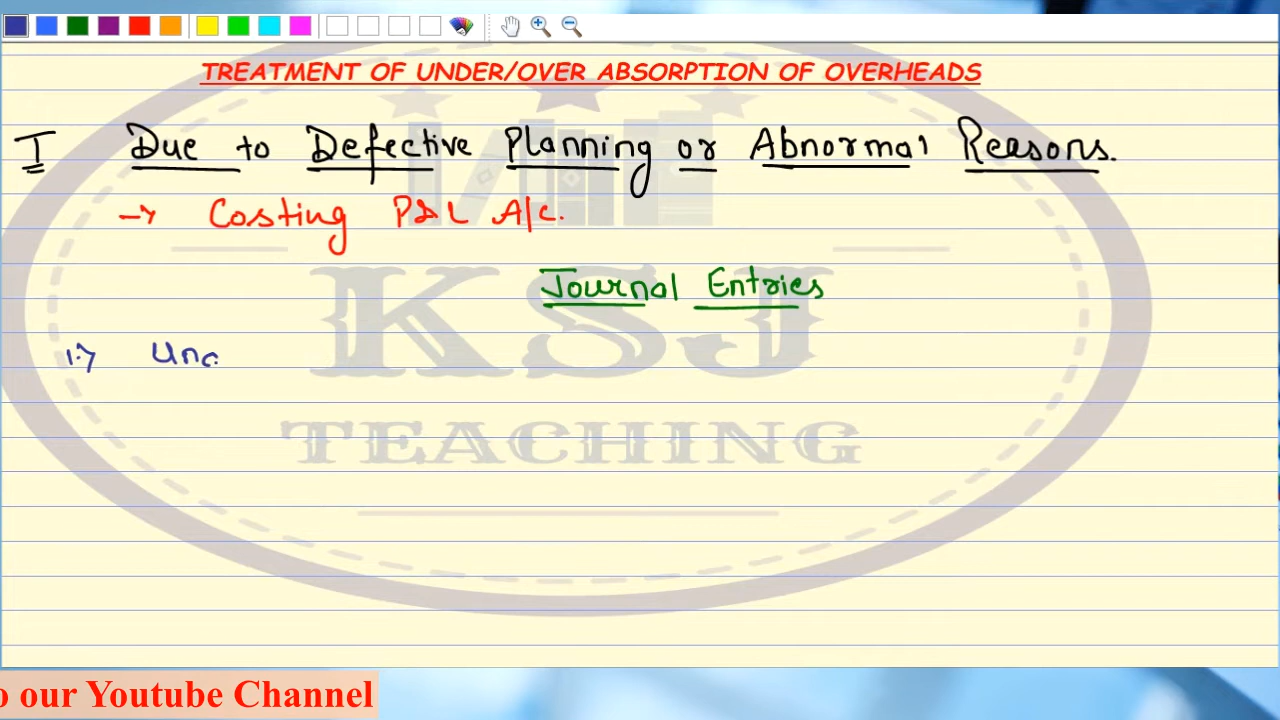 TREATMENT OF UNDER/OVER ABSORPTION OF OVERHEADS
I Due to Defective Planning or Abnormal Reasons.
→ Costing P&L A/c.
Journal Entries
1.)
KSJ
TEACHING
o our Youtube Channel